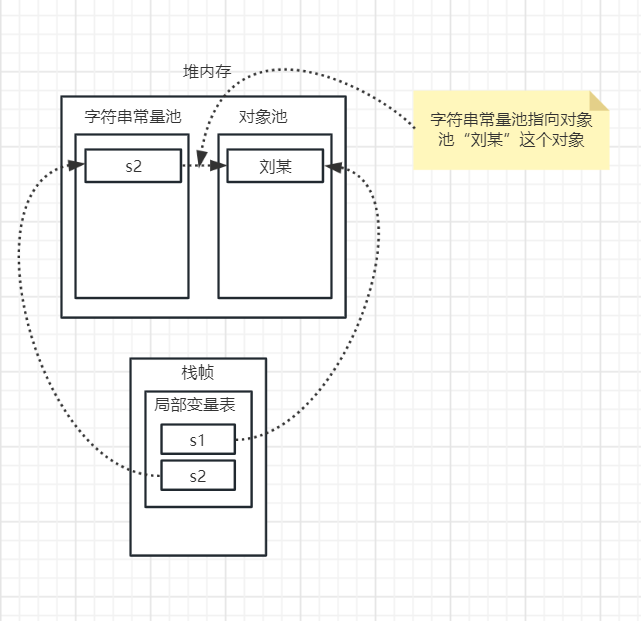 堆内存
字符串常量池
对象池
s2
刘某
字符串常量池指向对象
池“刘某”这个对象
栈帧
局部变量表
s1
s2